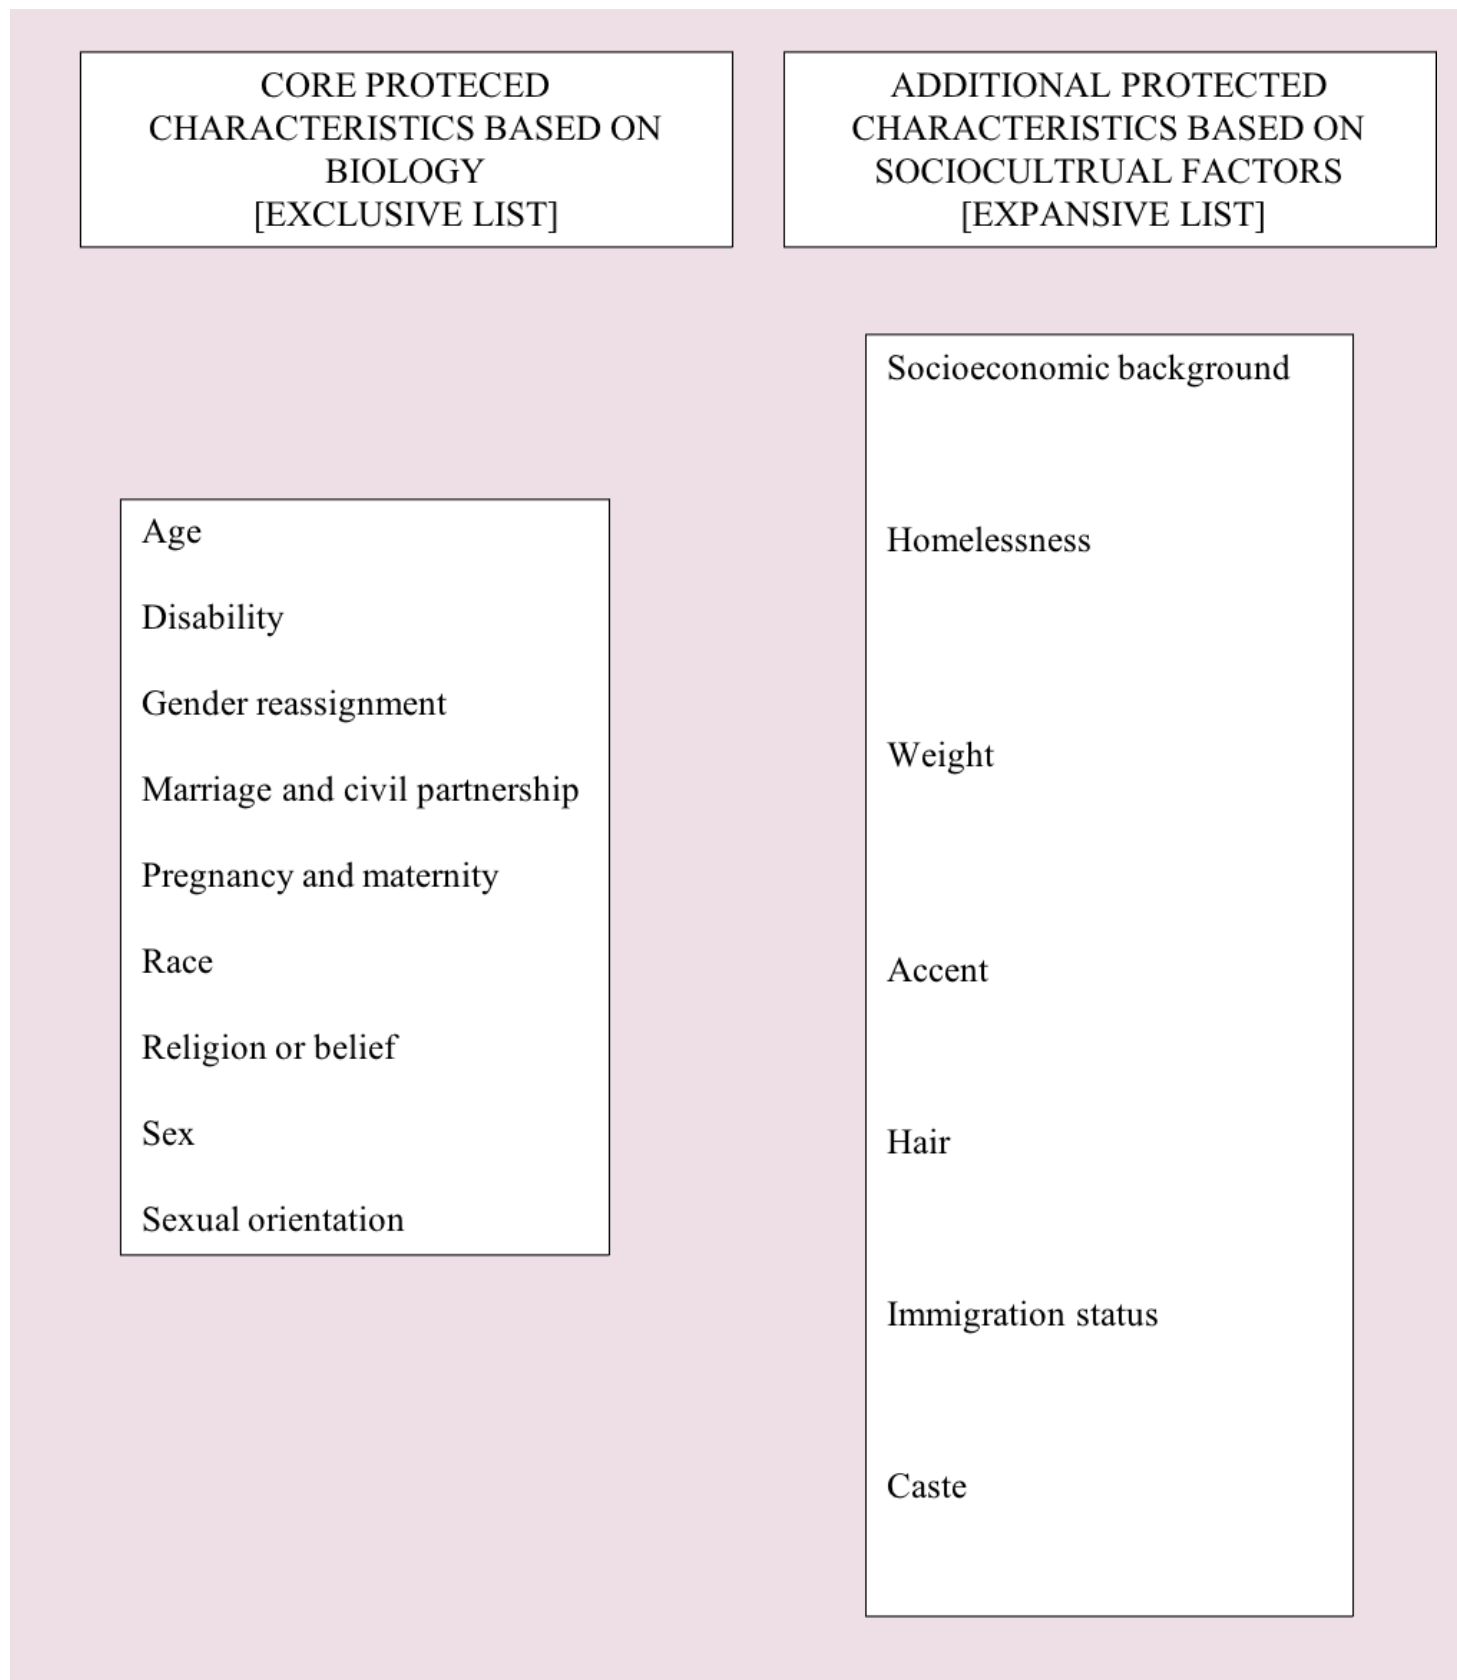 CORE PROTECED
CHARACTERISTICS BASED ON
BIOLOGY
[EXCLUSIVE LIST]
ADDITIONAL PROTECTED
CHARACTERISTICS BASED ON
SOCIOCULTRUAL FACTORS
[EXPANSIVE LIST]
Age
Disability
Gender reassignment
Marriage and civil partnership
Pregnancy and maternity
Race
Religion or belief
Sex
Sexual orientation
Socioeconomic background
Homelessness
Weight
Accent
Hair
Immigration status
Caste